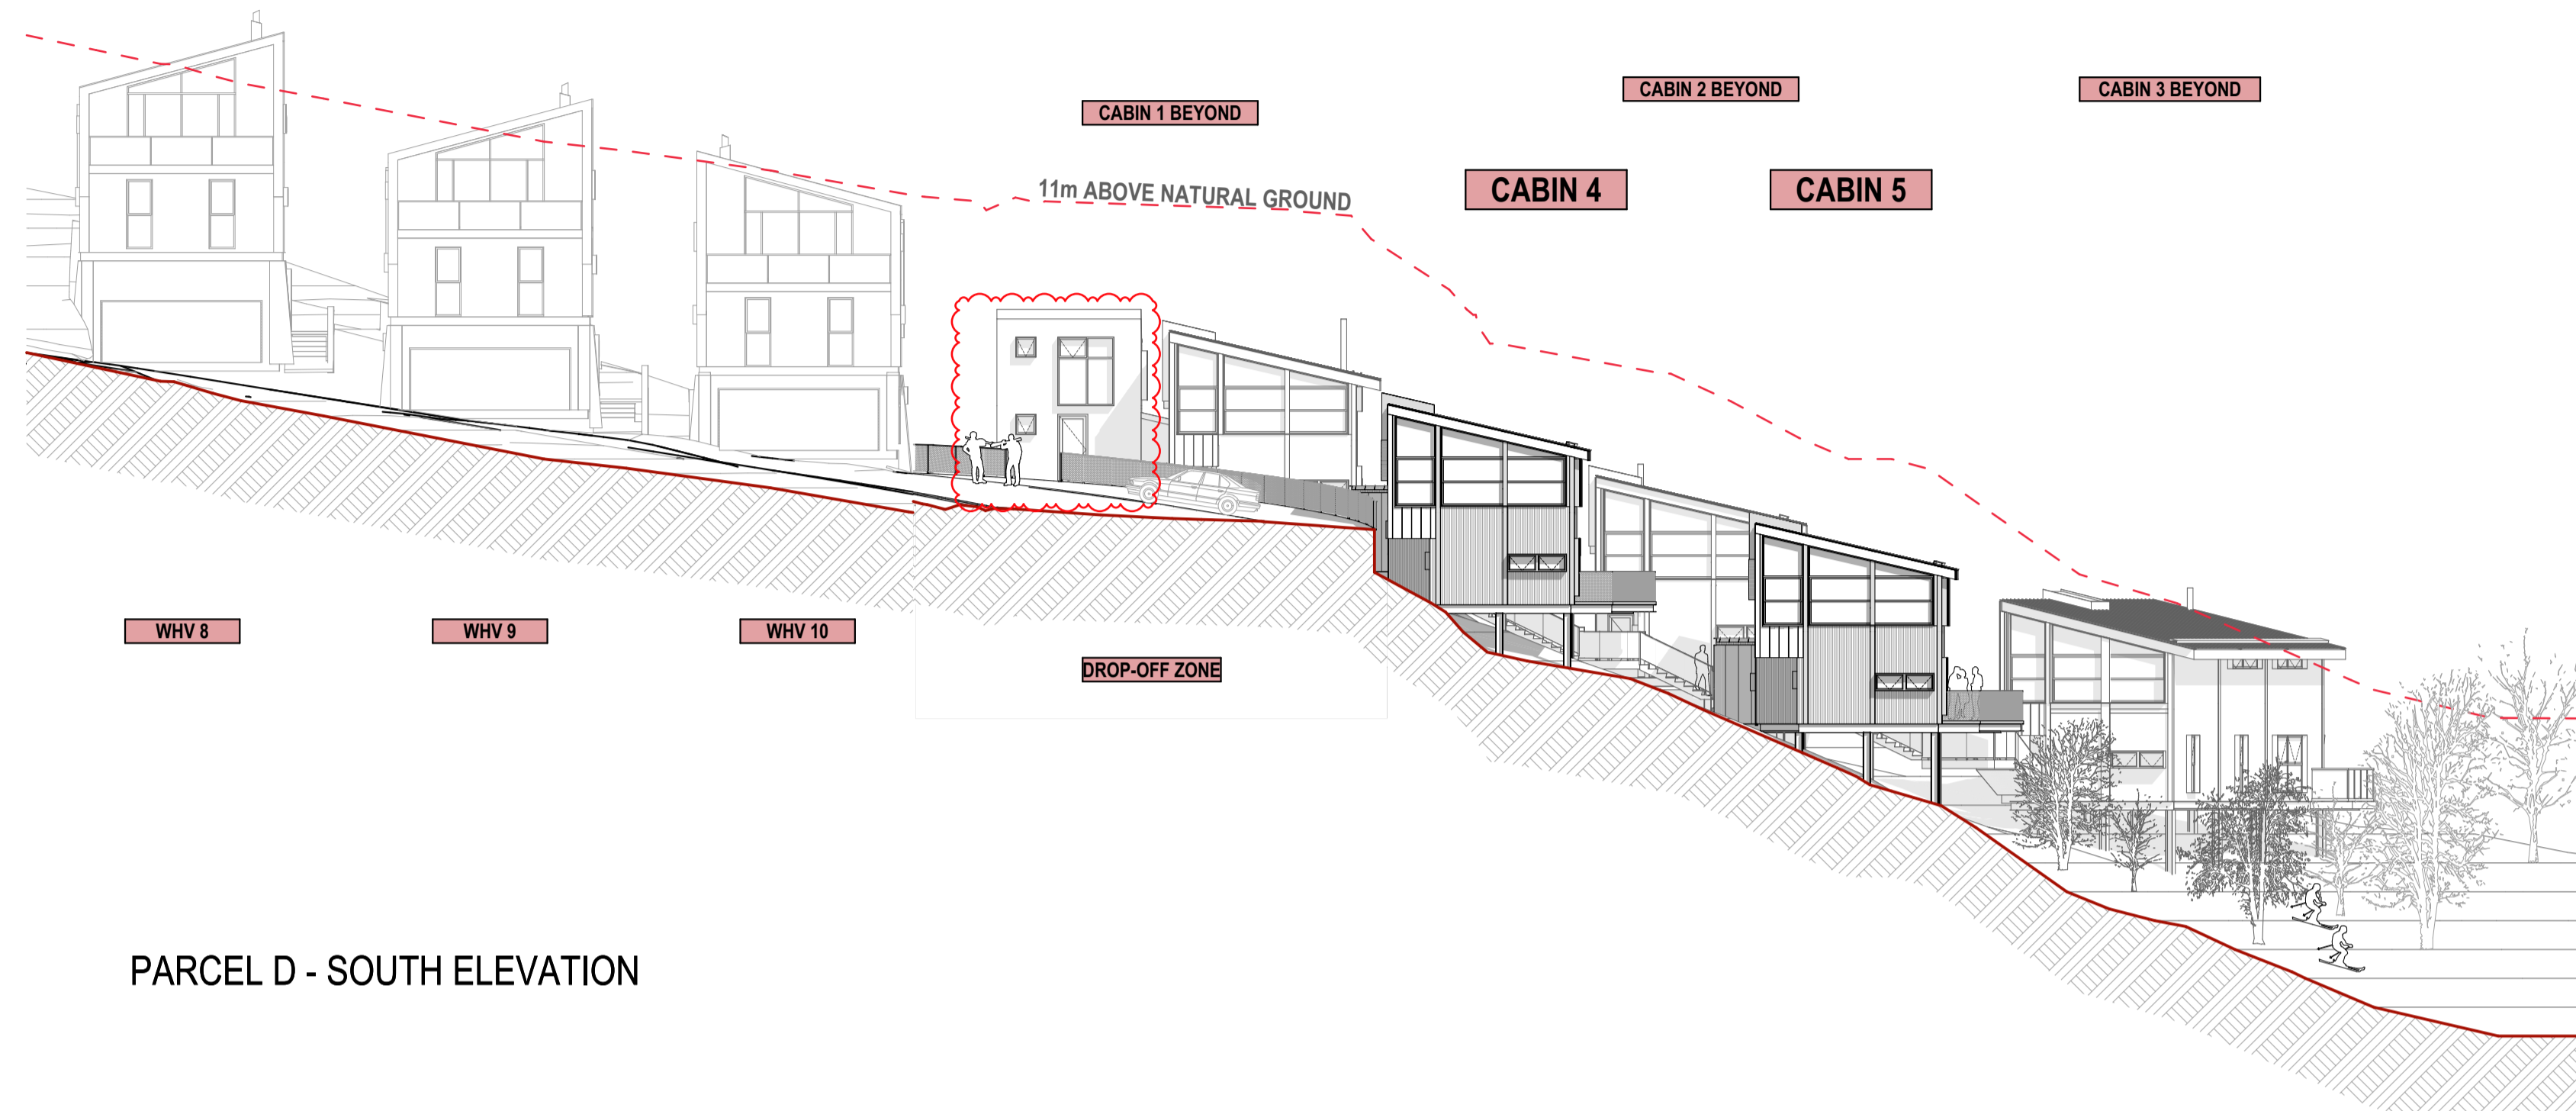 CABIN 1 BEYOND
CABIN 2 BEYOND
CABIN 3 BEYOND
11m ABOVE NATURAL GROUND
CABIN 4
CABIN 5
WHV 8
WHV 9
WHV 10
DROP-OFF ZONE
PARCEL D - SOUTH ELEVATION